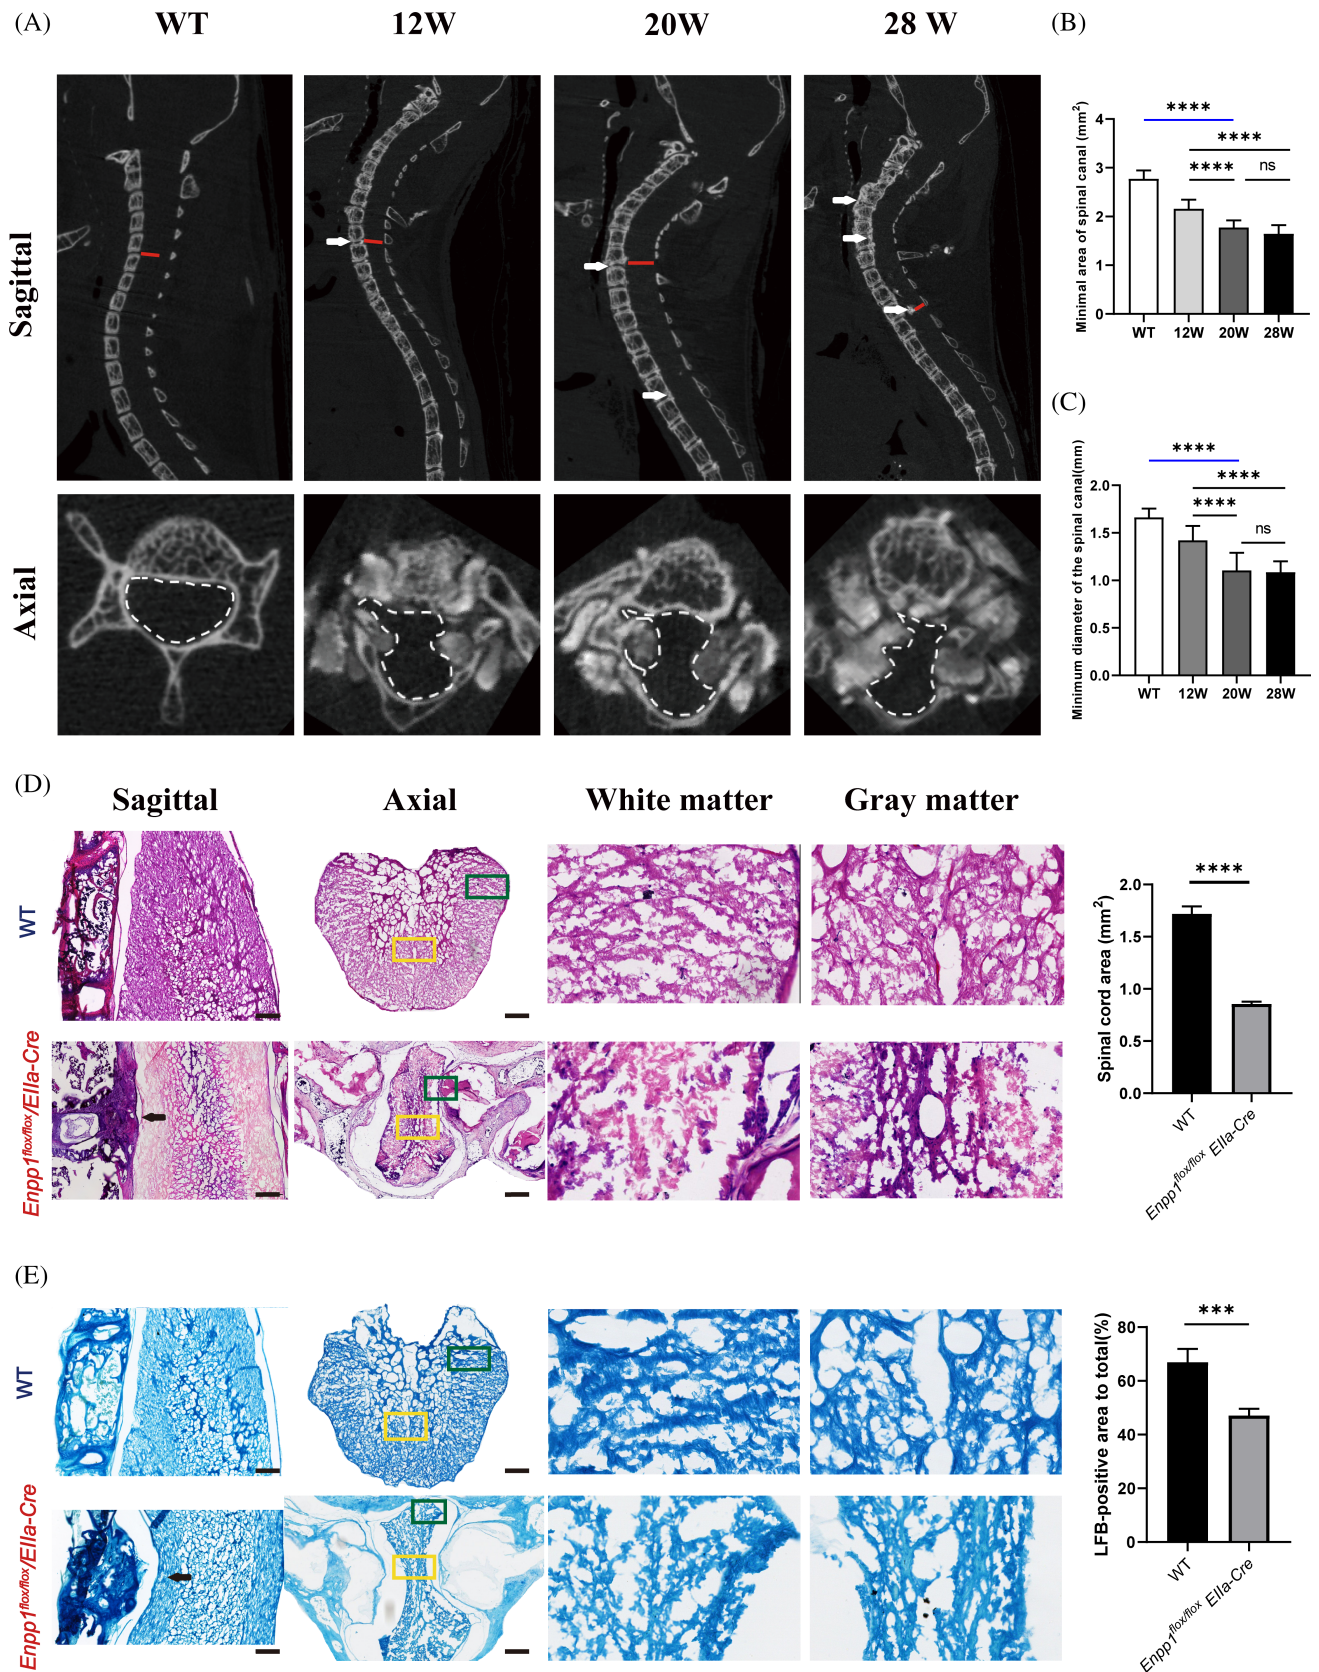 (A)
WT
12W
20W
28 W
Sagittal
Axial
(B)
Minimal area of spinal canal (mm²)
4
3
2
1
0
****
****
****
ns
WT
12W
20W
28W
(C)
Minimum diameter of the spinal canal(mm)
2.0
1.5
1.0
0.5
0.0
****
****
****
ns
WT
12W
20W
28W
(D)
Sagittal
Axial
White matter
Gray matter
WT
Enpp1flox/flox/EIIa-Cre
Spinal cord area (mm²)
2.0
1.5
1.0
0.5
0.0
****
WT
Enpp1flox/flox EIIa-Cre
(E)
WT
Enpp1flox/flox/EIIa-Cre
LFB-positive area to total(%)
80
60
40
20
0
***
WT
Enpp1flox/flox EIIa-Cre